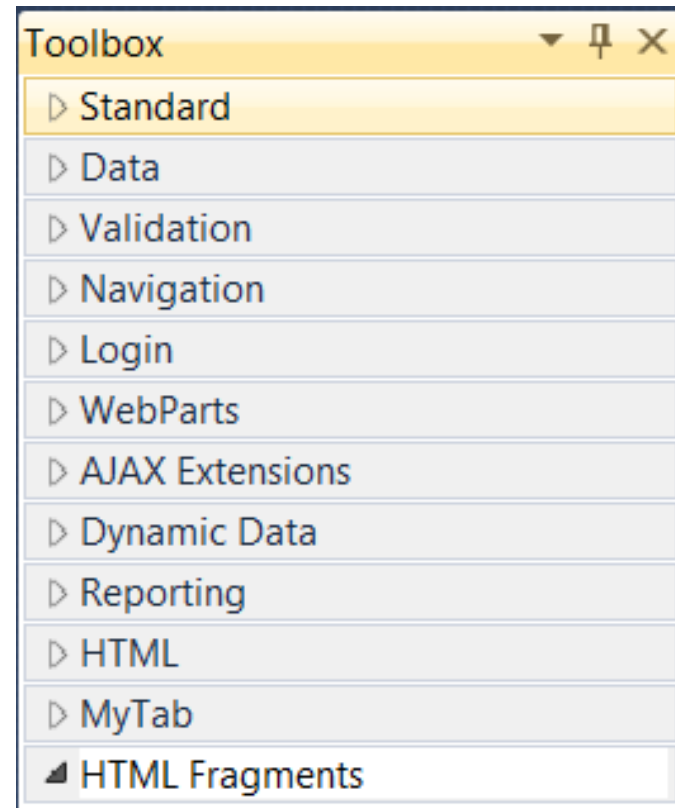 Toolbox
Standard
Data
Validation
Navigation
Login
WebParts
AJAX Extensions
Dynamic Data
Reporting
HTML
MyTab
HTML Fragments